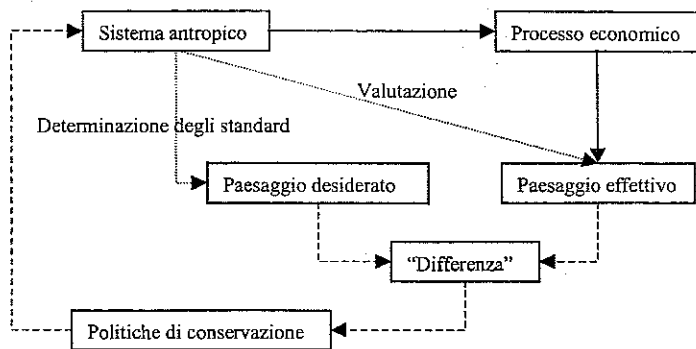 Sistema antropico
Processo economico
Valutazione
Determinazione degli standard
Paesaggio desiderato
Paesaggio effettivo
“Differenza”
Politiche di conservazione